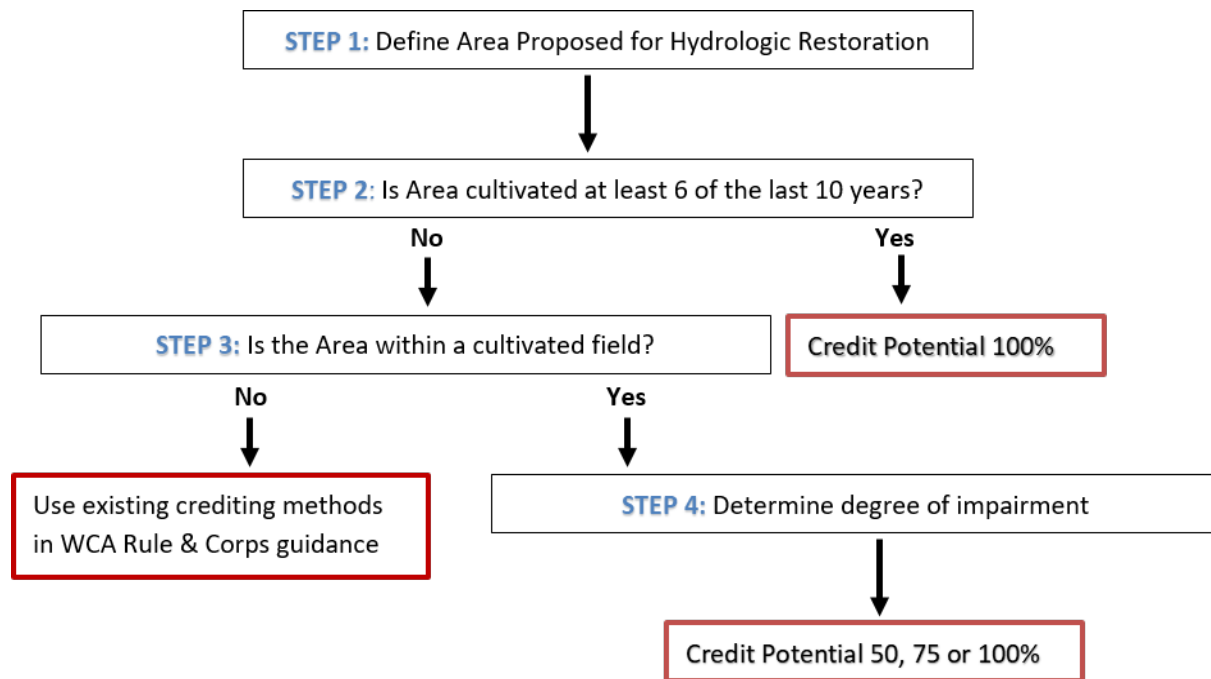 STEP 1: Define Area Proposed for Hydrologic Restoration
STEP 2: Is Area cultivated at least 6 of the last 10 years?
No
Yes
STEP 3: Is the Area within a cultivated field?
Credit Potential 100%
No
Yes
Use existing crediting methods
in WCA Rule & Corps guidance
STEP 4: Determine degree of impairment
Credit Potential 50, 75 or 100%